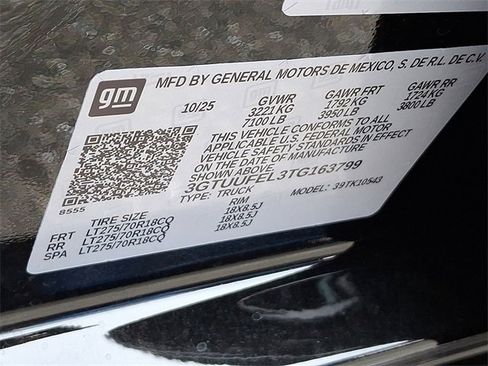 gm
MFD BY GENERAL MOTORS DE MEXICO, S. DE R.L. DE C.V.
10/25 GVWR GAWR FRT GAWR RR
3221 KG 1792 KG 1724 KG
7100 LB 3950 LB 3800 LB
THIS VEHICLE CONFORMS TO ALL
APPLICABLE U.S. FEDERAL MOTOR
VEHICLE SAFETY STANDARDS IN EFFECT
ON THE DATE OF MANUFACTURE
SHOWN ABOVE.
3GTUUFEL3TG163799
TYPE: TRUCK MODEL: 39TK10543
8555
TIRE SIZE RIM
FRT LT275/70R18CQ 18X8.5J
RR LT275/70R18CQ 18X8.5J
SPA LT275/70R18CQ 18X8.5J